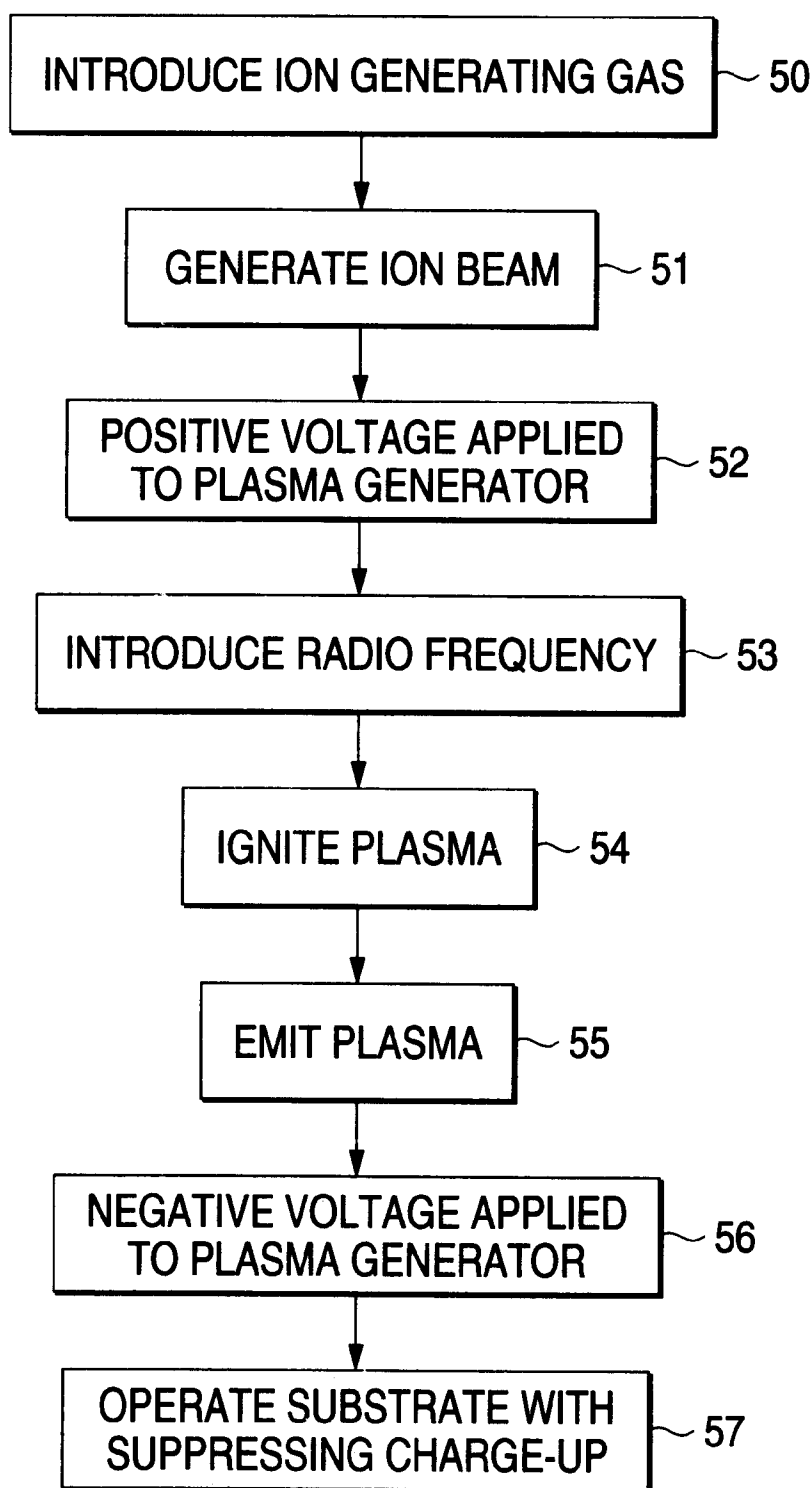 INTRODUCE ION GENERATING GAS 50
GENERATE ION BEAM 51
POSITIVE VOLTAGE APPLIED
TO PLASMA GENERATOR 52
INTRODUCE RADIO FREQUENCY 53
IGNITE PLASMA 54
EMIT PLASMA 55
NEGATIVE VOLTAGE APPLIED
TO PLASMA GENERATOR 56
OPERATE SUBSTRATE WITH
SUPPRESSING CHARGE-UP 57